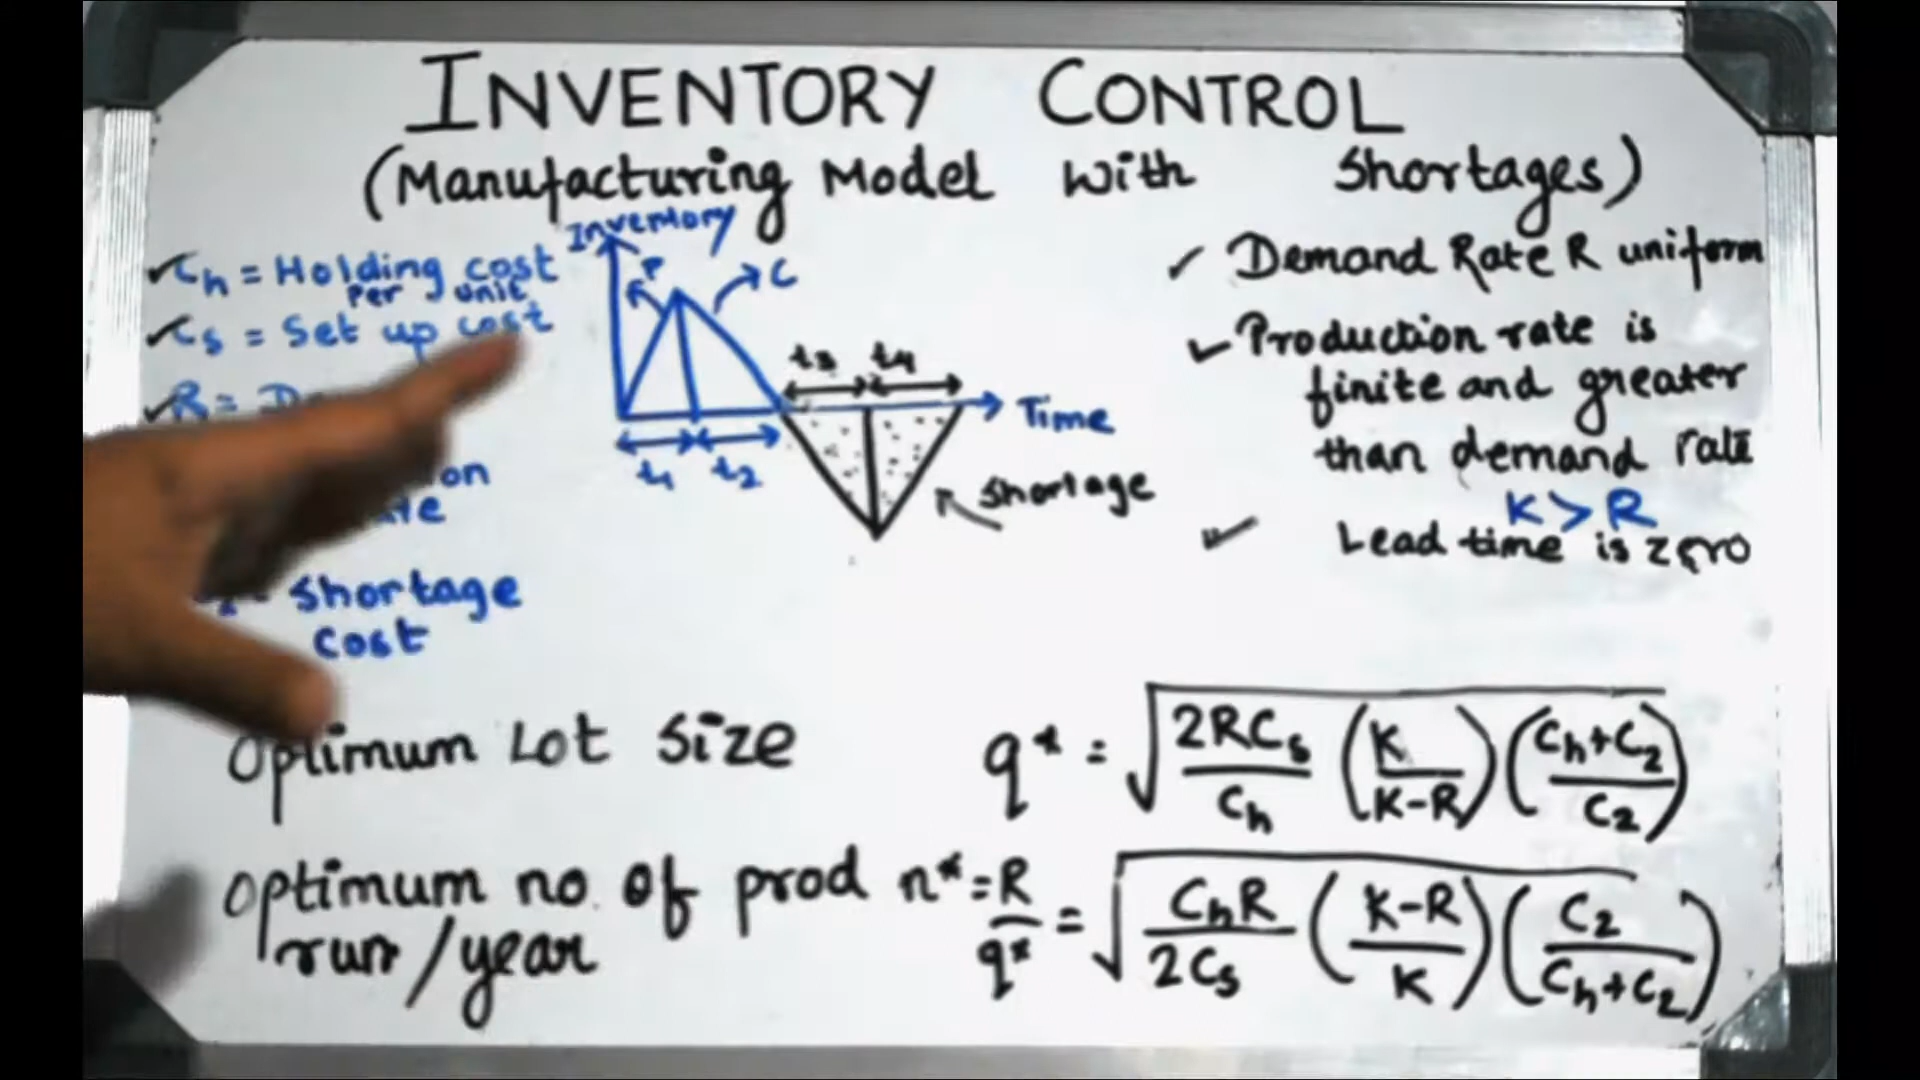 INVENTORY CONTROL
(Manufacturing Model with Shortages)
Ch = Holding cost
Per unit
Cs = Set up cost
R =
Shortage
Cost
Inventory
P
C
t3 t4
Time
t1 t2
Shortage
Demand Rate R uniform
Production rate is
finite and greater
than demand rate
K > R
Lead time is zero
Optimum Lot Size q* = √ 2RCs / Ch (K / K-R) (Ch+C2 / C2)
Optimum no. of prod n* = R / q* = √ ChR / 2Cs (K-R / K) (C2 / Ch+C2)
run/year